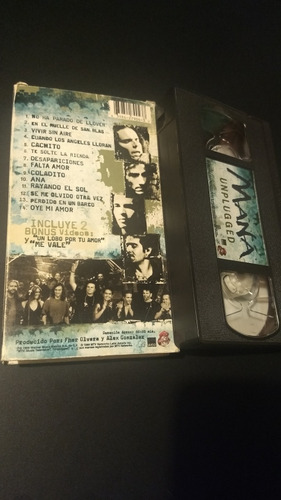 1. NO HA PARADO DE LLOVER
2. EN EL MUELLE DE SAN BLAS
3. VIVIR SIN AIRE
4. CUANDO LOS ANGELES LLORAN
5. CACHITO
6. TE SOLTE LA RIENDA
7. DESAPARICIONES
8. FALTA AMOR
9. COLADITO
10. ANA
11. RAYANDO EL SOL
12. SE ME OLVIDO OTRA VEZ
13. PERDIDO EN UN BARCO
14. OYE MI AMOR
INCLUYE 2
BONUS Videos:
"UN LOBO POR TU AMOR"
y "ME VALE"
Producido Por: Fher Olvera y Alex Gonzalez
MANÁ
UNPLUGGED